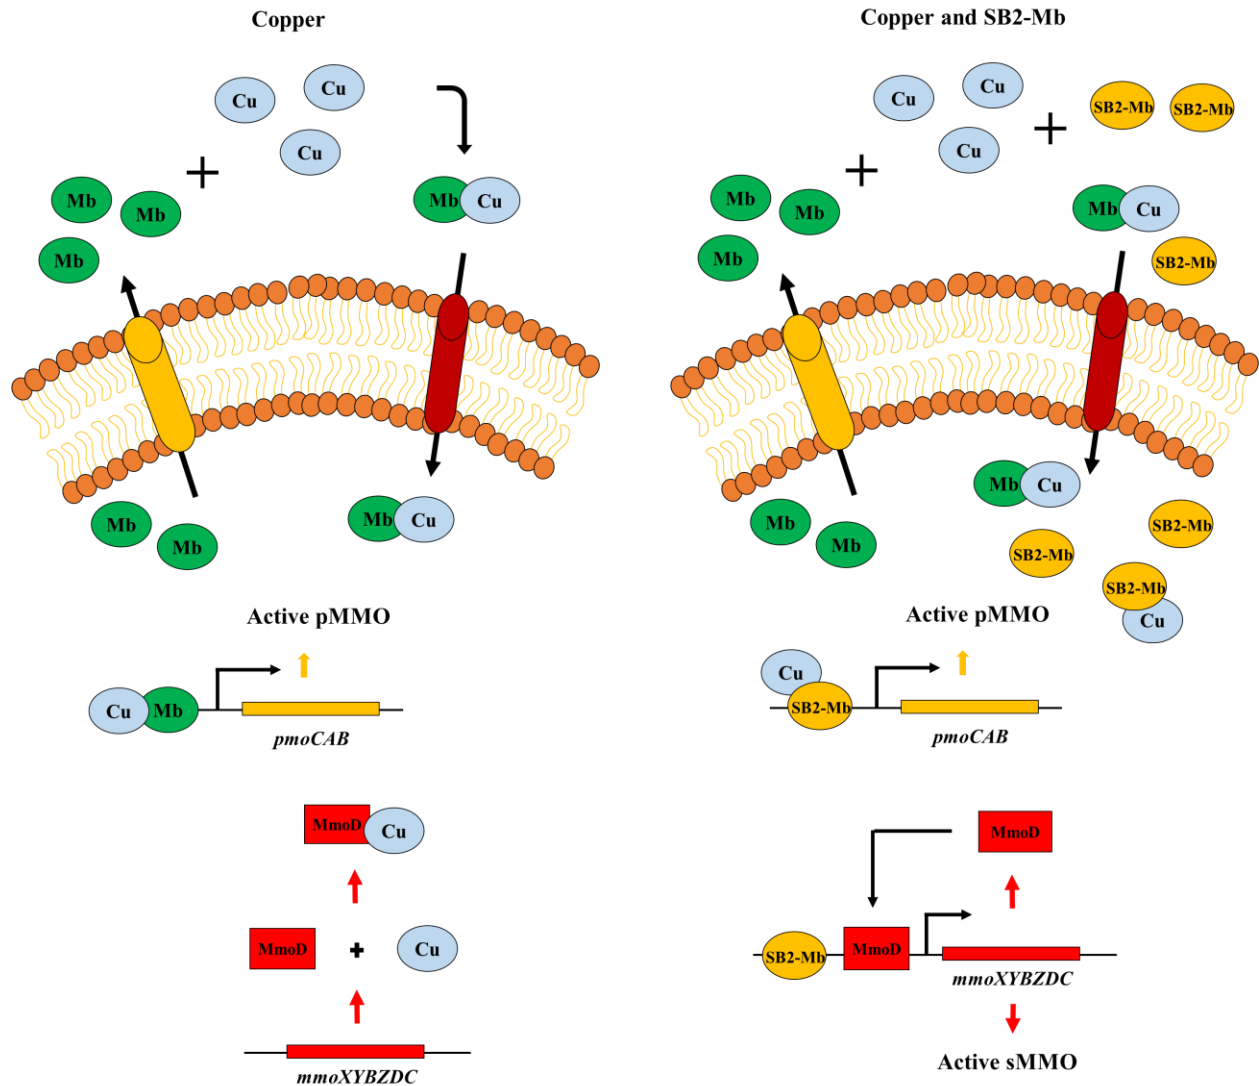 Copper
Cu
Cu
Cu
Mb
Mb
Mb
Mb Cu
Mb
Mb
Mb Cu
Active pMMO
Cu Mb
pmoCAB
MmoD Cu
MmoD
Cu
mmoXYBZDC
Copper and SB2-Mb
Cu
Cu
Cu
SB2-Mb
SB2-Mb
Mb
Mb
Mb
Mb Cu
SB2-Mb
Mb
Mb
Mb Cu
SB2-Mb
SB2-Mb
SB2-Mb
Cu
Active pMMO
Cu
SB2-Mb
pmoCAB
MmoD
SB2-Mb
MmoD
mmoXYBZDC
Active sMMO